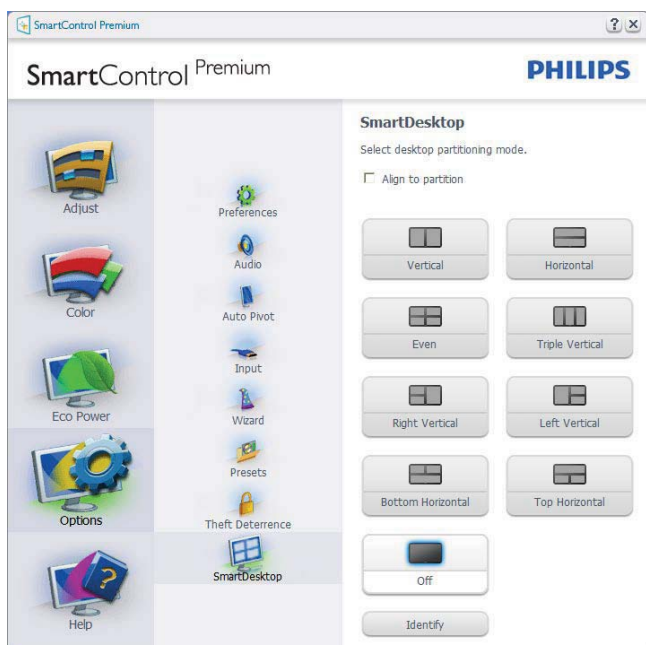 SmartControl Premium
SmartControl Premium
PHILIPS
Adjust
Color
Eco Power
Options
Help
Preferences
Audio
Auto Pivot
Input
Wizard
Presets
Theft Deterrence
SmartDesktop
SmartDesktop
Select desktop partitioning mode.
Align to partition
Vertical
Horizontal
Even
Triple Vertical
Right Vertical
Left Vertical
Bottom Horizontal
Top Horizontal
Off
Identify